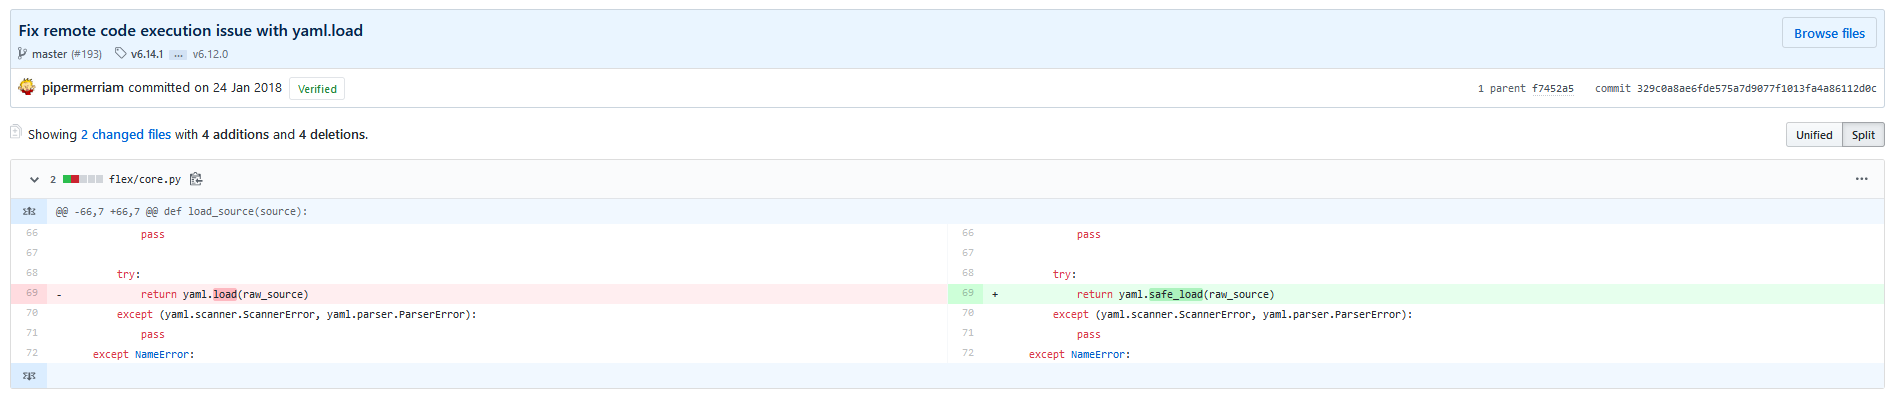 Fix remote code execution issue with yaml.load
Browse files
master (#193) v6.14.1 ... v6.12.0
pipermerriam committed on 24 Jan 2018 Verified
1 parent f7452a5 commit 329c0a8ae6fde575a7d9077f1013fa4a86112d0c
Showing 2 changed files with 4 additions and 4 deletions.
Unified Split
2 flex/core.py
@@ -66,7 +66,7 @@ def load_source(source):
66 pass 66 pass
67 67
68 try: 68 try:
69 - return yaml.load(raw_source) 69 + return yaml.safe_load(raw_source)
70 except (yaml.scanner.ScannerError, yaml.parser.ParserError): 70 except (yaml.scanner.ScannerError, yaml.parser.ParserError):
71 pass 71 pass
72 except NameError: 72 except NameError: